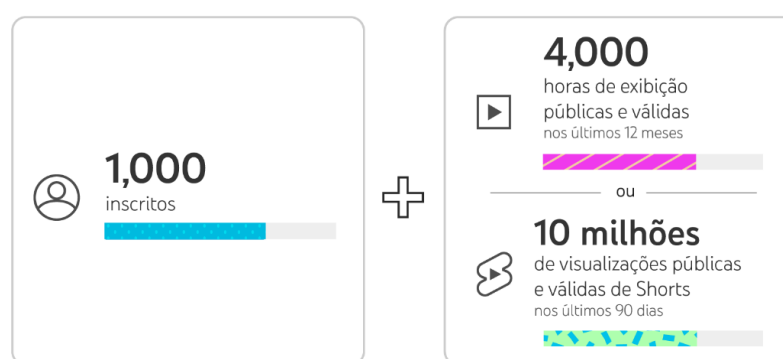 1,000
inscritos
4,000
horas de exibição
públicas e válidas
nos últimos 12 meses
ou
10 milhões
de visualizações públicas
e válidas de Shorts
nos últimos 90 dias